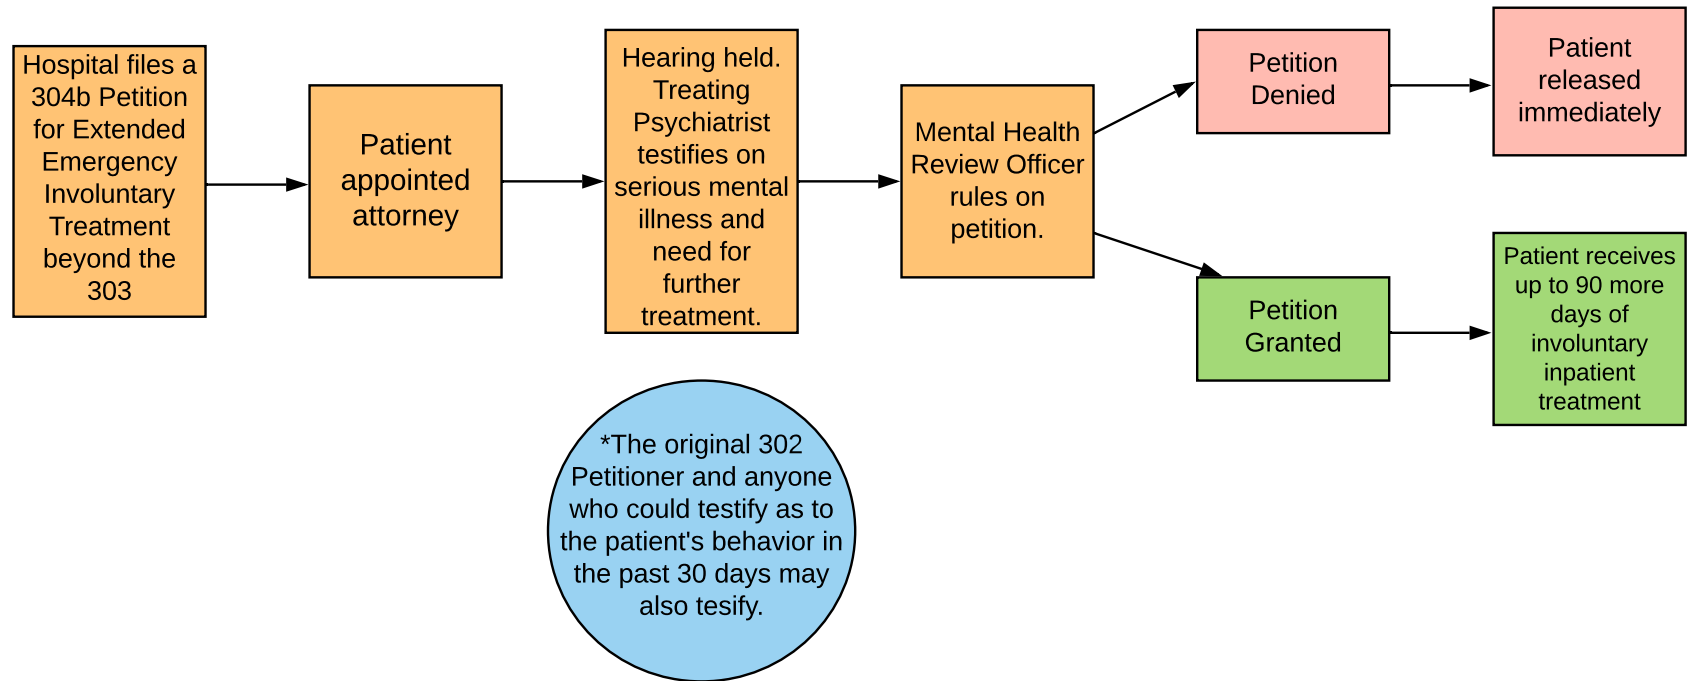 Hospital files a
304b Petition
for Extended
Emergency
Involuntary
Treatment
beyond the
303
Patient
appointed
attorney
Hearing held.
Treating
Psychiatrist
testifies on
serious mental
illness and
need for
further
treatment.
Mental Health
Review Officer
rules on
petition.
Petition
Denied
Patient
released
immediately
Petition
Granted
Patient receives
up to 90 more
days of
involuntary
inpatient
treatment
*The original 302
Petitioner and anyone
who could testify as to
the patient's behavior in
the past 30 days may
also tesify.